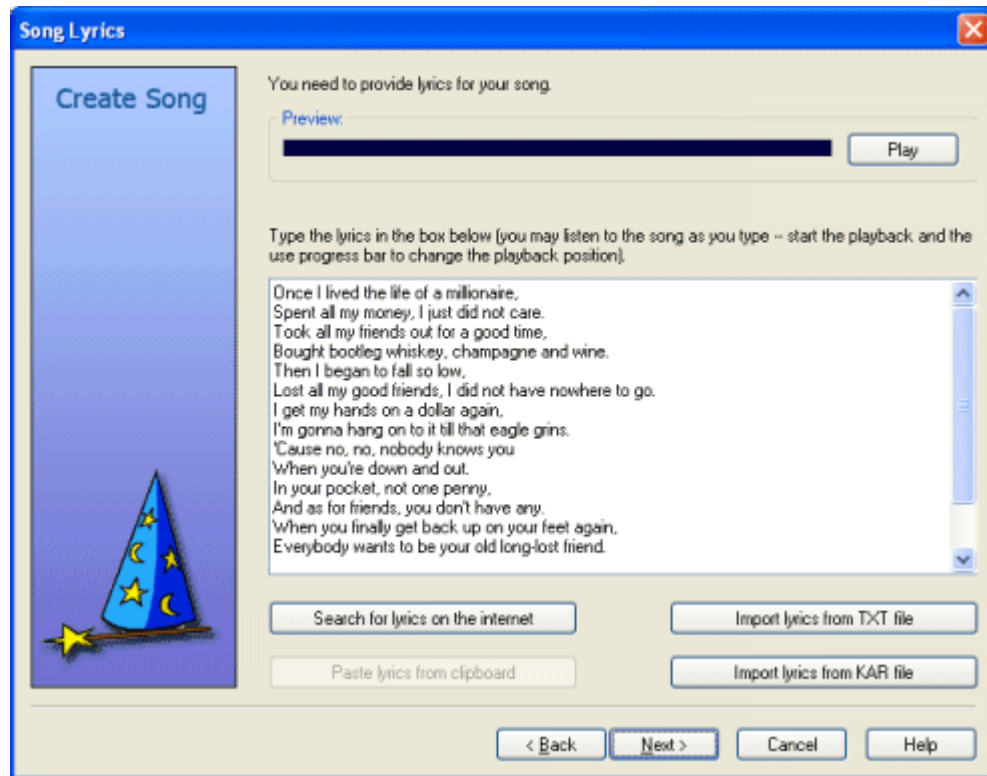 Song Lyrics
Create Song
You need to provide lyrics for your song.
Preview:
Play
Type the lyrics in the box below (you may listen to the song as you type -- start the playback and the
use progress bar to change the playback position).
Once I lived the life of a millionaire,
Spent all my money, I just did not care.
Took all my friends out for a good time,
Bought bootleg whiskey, champagne and wine.
Then I began to fall so low,
Lost all my good friends, I did not have nowhere to go.
I get my hands on a dollar again,
I'm gonna hang on to it till that eagle grins.
'Cause no, no, nobody knows you
When you're down and out.
In your pocket, not one penny,
And as for friends, you don't have any.
When you finally get back up on your feet again,
Everybody wants to be your old long-lost friend.
Search for lyrics on the internet
Import lyrics from TXT file
Paste lyrics from clipboard
Import lyrics from KAR file
< Back
Next >
Cancel
Help